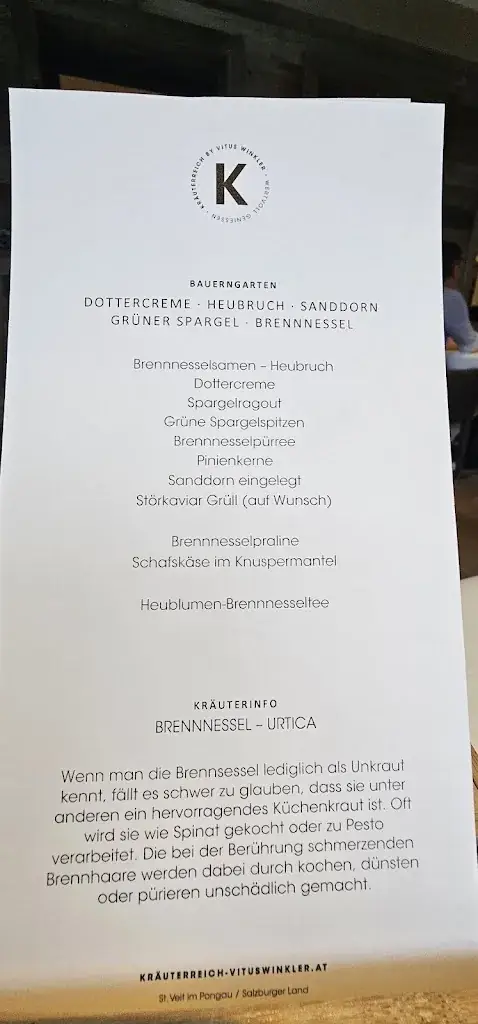 KRÄUTERREICH BY VITUS WINKLER · WERTVOLL GENIESSEN ·
K
BAUERNGARTEN
DOTTERCREME · HEUBRUCH · SANDDORN
GRÜNER SPARGEL · BRENNNESSEL
Brennnesselsamen – Heubruch
Dottercreme
Spargelragout
Grüne Spargelspitzen
Brennnesselpürree
Pinienkerne
Sanddorn eingelegt
Störkaviar Grüll (auf Wunsch)
Brennnesselpraline
Schafskäse im Knuspermantel
Heublumen-Brennnesseltee
KRÄUTERINFO
BRENNNESSEL – URTICA
Wenn man die Brennsessel lediglich als Unkraut
kennt, fällt es schwer zu glauben, dass sie unter
anderen ein hervorragendes Küchenkraut ist. Oft
wird sie wie Spinat gekocht oder zu Pesto
verarbeitet. Die bei der Berührung schmerzenden
Brennhaare werden dabei durch kochen, dünsten
oder pürieren unschädlich gemacht.
KRÄUTERREICH-VITUSWINKLER.AT
St. Veit im Pongau / Salzburger Land